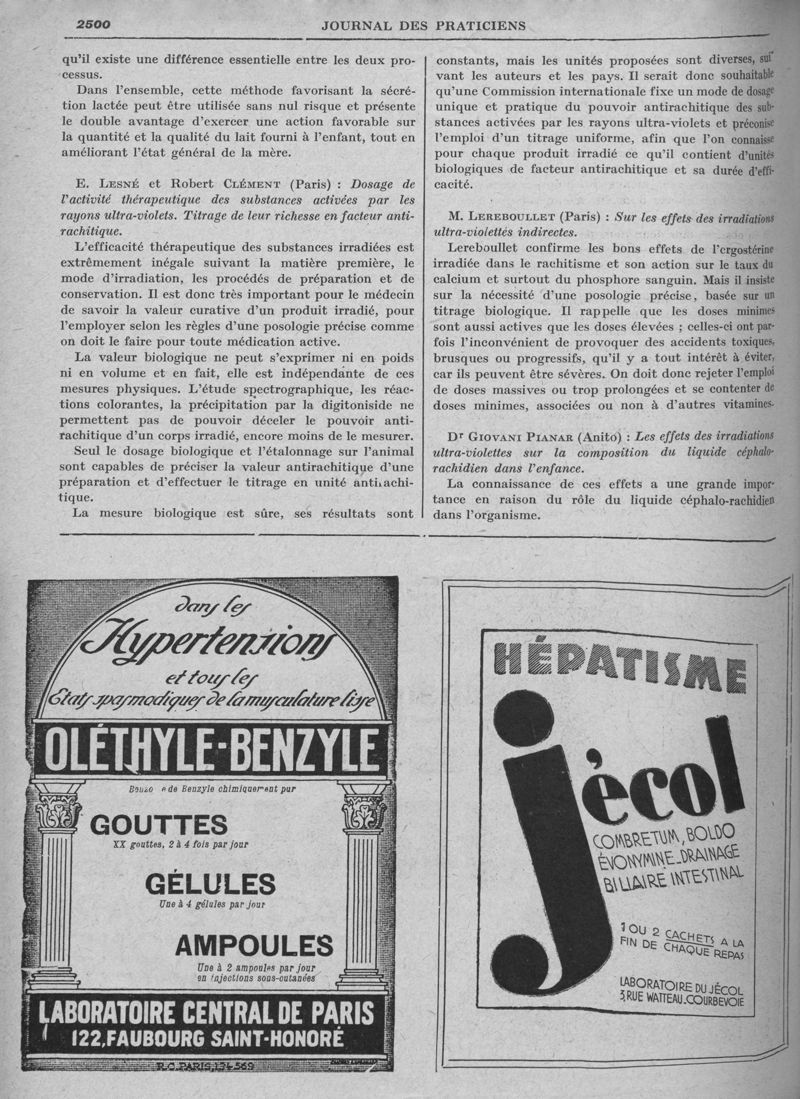 2500
JOURNAL DES PRATICIENS
qu'il existe une différence essentielle entre les deux pro-
cessus.
Dans l'ensemble, cette méthode favorisant la sécré-
tion lactée peut être utilisée sans nul risque et présente
le double avantage d'exercer une action favorable sur
la quantité et la qualité du lait fourni à l'enfant, tout en
améliorant l'état général de la mère.
E. LESNÉ et Robert CLÉMENT (Paris) : Dosage de
l'activité thérapeutique des substances activées par les
rayons ultra-violets. Titrage de leur richesse en facteur anti-
rachitique.
L'efficacité thérapeutique des substances irradiées est
extrêmement inégale suivant la matière première, le
mode d'irradiation, les procédés de préparation et de
conservation. Il est donc très important pour le médecin
de savoir la valeur curative d'un produit irradié, pour
l'employer selon les règles d'une posologie précise comme
on doit le faire pour toute médication active.
La valeur biologique ne peut s'exprimer ni en poids
ni en volume et en fait, elle est indépendante de ces
mesures physiques. L'étude spectrographique, les réac-
tions colorantes, la précipitation par la digitoniside ne
permettent pas de pouvoir déceler le pouvoir anti-
rachitique d'un corps irradié, encore moins de le mesurer.
Seul le dosage biologique et l'étalonnage sur l'animal
sont capables de préciser la valeur antirachitique d'une
préparation et d'effectuer le titrage en unité antirachi-
tique.
La mesure biologique est sûre, ses résultats sont
constants, mais les unités proposées sont diverses, sui
vant les auteurs et les pays. Il serait donc souhaitable
qu'une Commission internationale fixe un mode de dosage
unique et pratique du pouvoir antirachitique des sub-
stances activées par les rayons ultra-violets et préconise
l'emploi d'un titrage uniforme, afin que l'on connaisse
pour chaque produit irradié ce qu'il contient d'unités
biologiques de facteur antirachitique et sa durée d'effi-
cacité.
M. LEREBOULLET (Paris) : Sur les effets des irradiations
ultra-violettes indirectes.
Lereboullet confirme les bons effets de l'ergostérine
irradiée dans le rachitisme et son action sur le taux du
calcium et surtout du phosphore sanguin. Mais il insiste
sur la nécessité d'une posologie précise, basée sur un
titrage biologique. Il rappelle que les doses minimes
sont aussi actives que les doses élevées ; celles-ci ont par-
fois l'inconvénient de provoquer des accidents toxiques,
brusques ou progressifs, qu'il y a tout intérêt à éviter,
car ils peuvent être sévères. On doit donc rejeter l'emploi
de doses massives ou trop prolongées et se contenter de
doses minimes, associées ou non à d'autres vitamines.
Dr GIOVANI PIANAR (Anito) : Les effets des irradiations
ultra-violettes sur la composition du liquide céphalo-
rachidien dans l'enfance.
La connaissance de ces effets a une grande impor-
tance en raison du rôle du liquide céphalo-rachidien
dans l'organisme.
dans les
Hypertensions
et tous les
États spasmodiques de la musculature lisse
OLÉTHYLE-BENZYLE
de Benzyle chimiquement pur
GOUTTES
XX gouttes, 2 à 4 fois par jour
GÉLULES
Une à 4 gélules par jour
AMPOULES
Une à 2 ampoules par jour
en injections sous-cutanées
LABORATOIRE CENTRAL DE PARIS
122, FAUBOURG SAINT-HONORÉ
R.C. PARIS, 134.569
HÉPATISME
jécol
COMBRETUM, BOLDO
ÉVONYMINE_DRAINAGE
BILIAIRE INTESTINAL
1 OU 2 CACHETS A LA
FIN DE CHAQUE REPAS
LABORATOIRE DU JÉCOL
3, RUE WATTEAU_COURBEVOIE